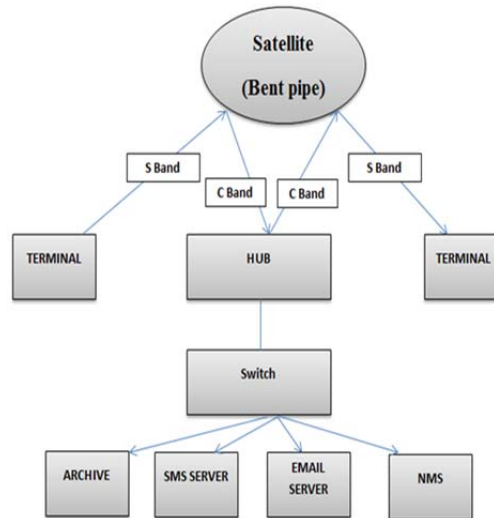 Satellite
(Bent pipe)
S Band
S Band
C Band
C Band
TERMINAL
HUB
TERMINAL
Switch
ARCHIVE
SMS SERVER
EMAIL
SERVER
NMS